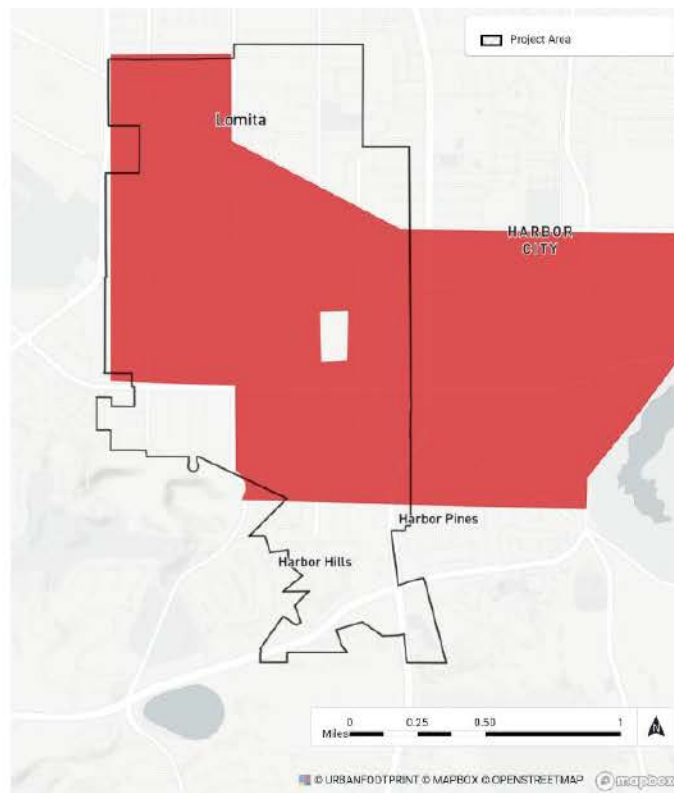 Project Area
Lomita
HARBOR
CITY
Harbor Pines
Harbor Hills
0 0.25 0.50 1
Miles
N
© URBANFOOTPRINT © MAPBOX © OPENSTREETMAP mapbox